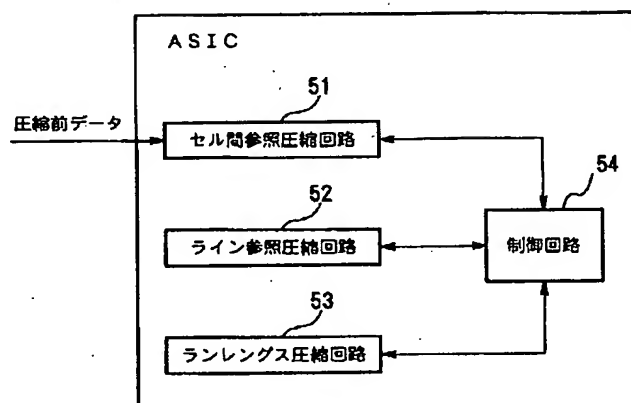 ASIC
51
圧縮前データ
セル間参照圧縮回路
54
52
ライン参照圧縮回路
制御回路
53
ランレングス圧縮回路